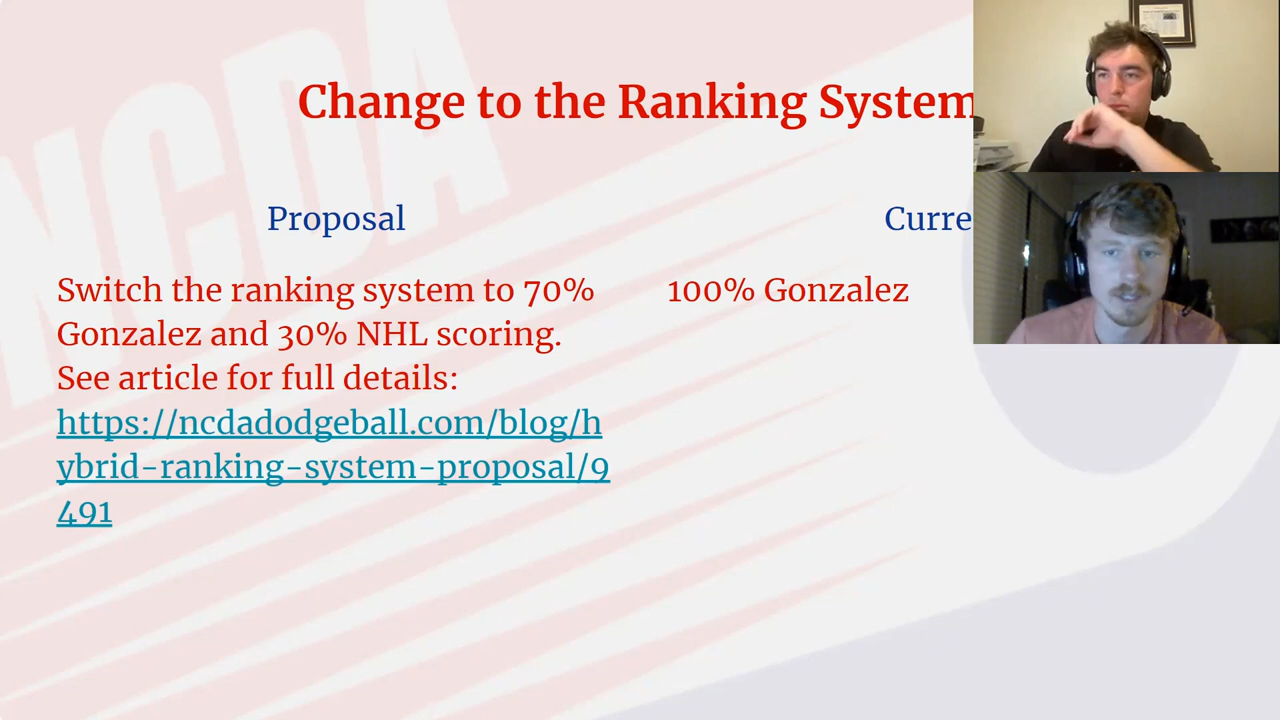 NCDA
Change to the Ranking System
Proposal
Curre
Switch the ranking system to 70%
Gonzalez and 30% NHL scoring.
See article for full details:
https://ncdadodgeball.com/blog/h
ybrid-ranking-system-proposal/9
491
100% Gonzalez